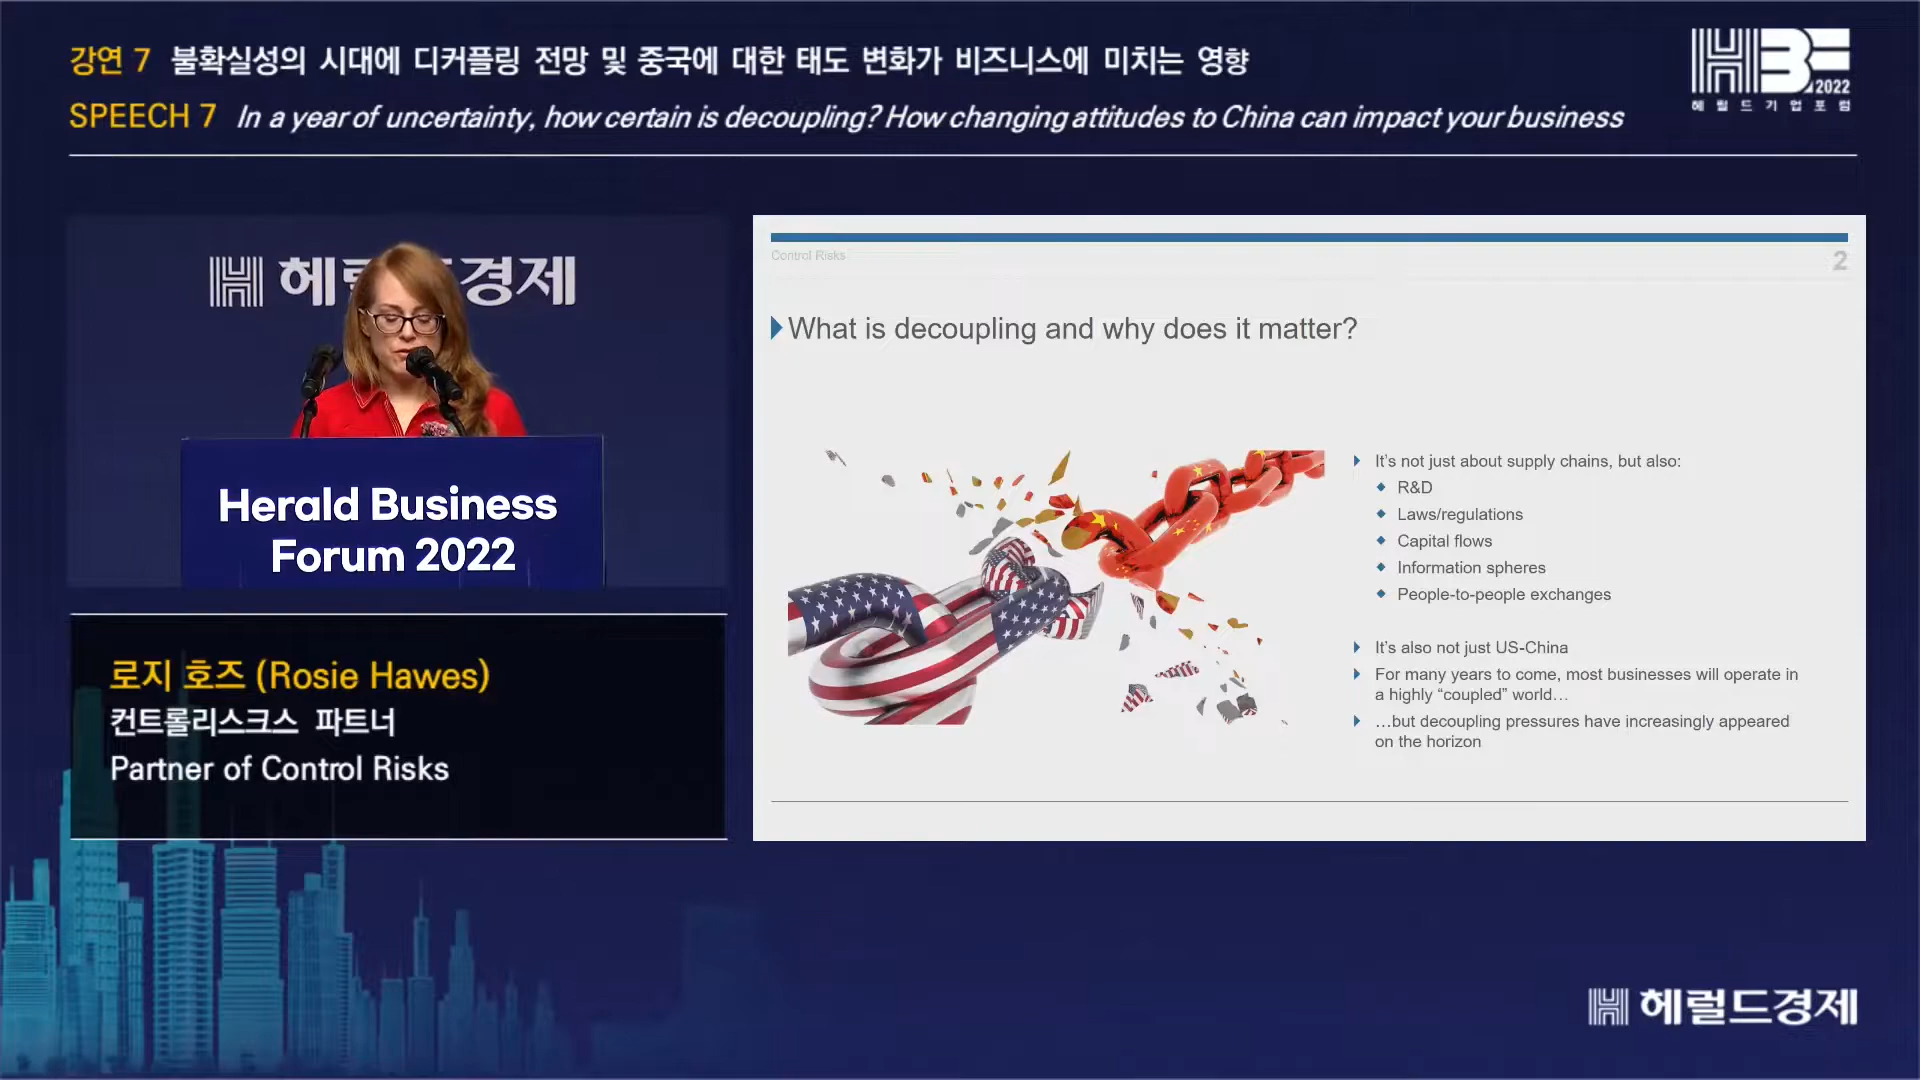 강연 7 불확실성의 시대에 디커플링 전망 및 중국에 대한 태도 변화가 비즈니스에 미치는 영향
SPEECH 7 In a year of uncertainty, how certain is decoupling? How changing attitudes to China can impact your business
HBF 2022
헤럴드기업포럼
헤럴드경제
Herald Business
Forum 2022
로지 호즈 (Rosie Hawes)
컨트롤리스크스 파트너
Partner of Control Risks
Control Risks
2
What is decoupling and why does it matter?
It's not just about supply chains, but also:
R&D
Laws/regulations
Capital flows
Information spheres
People-to-people exchanges
It's also not just US-China
For many years to come, most businesses will operate in
a highly “coupled” world…
…but decoupling pressures have increasingly appeared
on the horizon
헤럴드경제